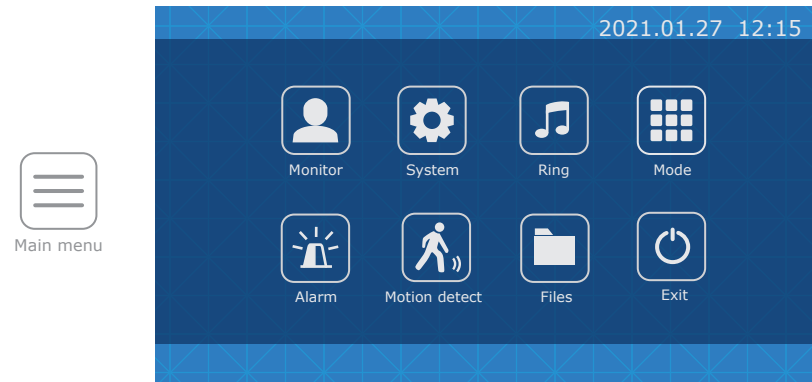 2021.01.27 12:15
Monitor System Ring Mode
Main menu
Alarm Motion detect Files Exit